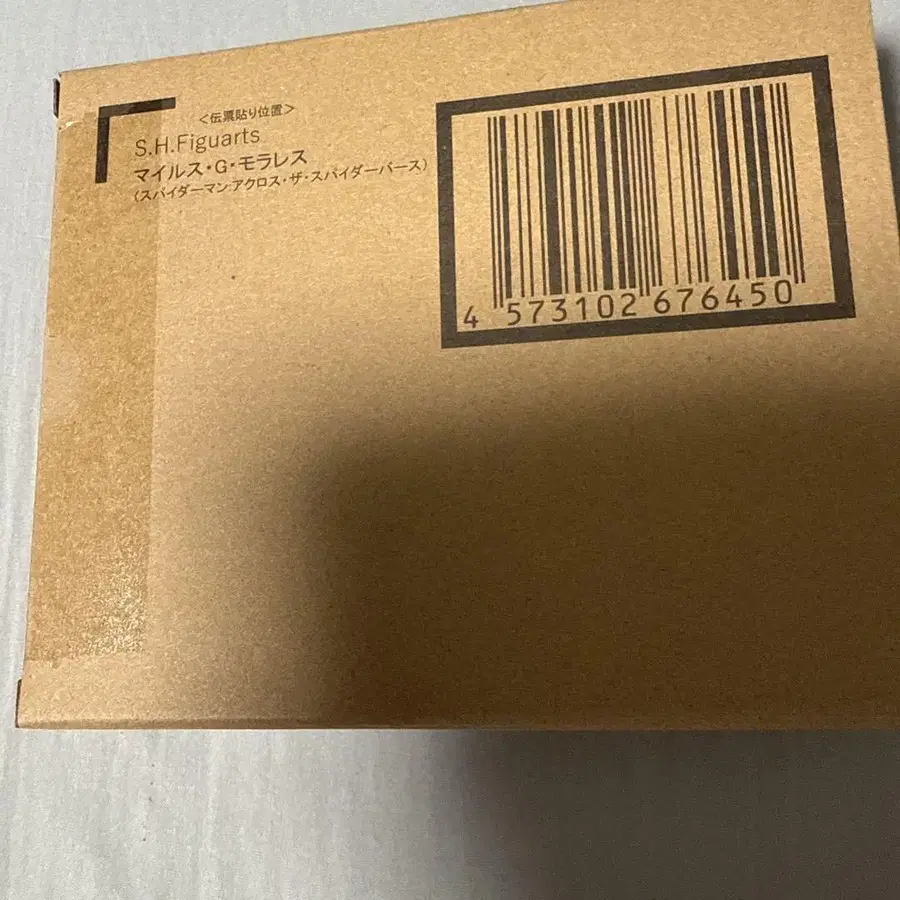 <伝票貼り位置>
S.H.Figuarts
マイルス・G・モラレス
(スパイダーマン:アクロス・ザ・スパイダーバース)
4 573102 676450